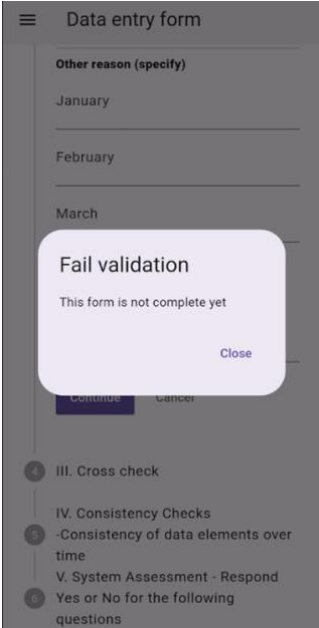 Data entry form
Other reason (specify)
January
February
March
Fail validation
This form is not complete yet
Close
Continue
Cancel
4
III. Cross check
IV. Consistency Checks
5
-Consistency of data elements over
time
V. System Assessment - Respond
6
Yes or No for the following
questions